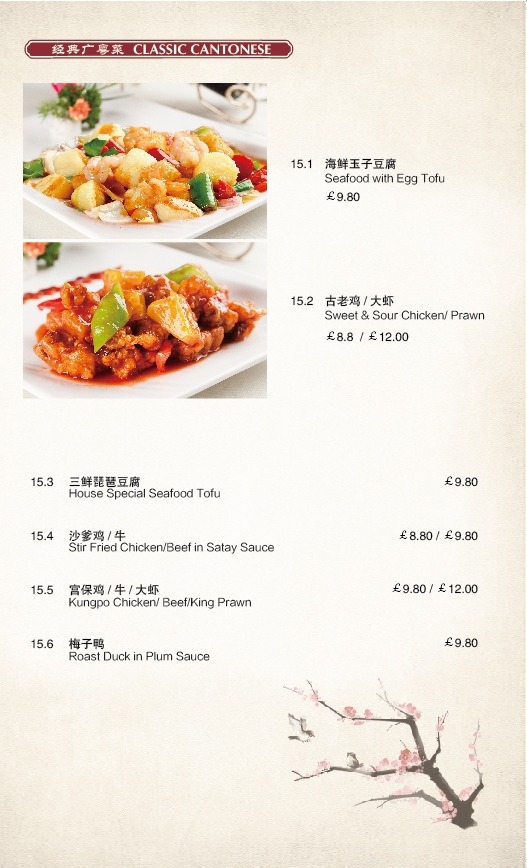 经典广粤菜 CLASSIC CANTONESE
15.1 海鲜玉子豆腐
Seafood with Egg Tofu
￡9.80
15.2 古老鸡 / 大虾
Sweet & Sour Chicken/ Prawn
￡8.8 / ￡12.00
15.3 三鲜琵琶豆腐 ￡9.80
House Special Seafood Tofu
15.4 沙爹鸡 / 牛 ￡8.80 / ￡9.80
Stir Fried Chicken/Beef in Satay Sauce
15.5 宫保鸡 / 牛 / 大虾 ￡9.80 / ￡12.00
Kungpo Chicken/ Beef/King Prawn
15.6 梅子鸭 ￡9.80
Roast Duck in Plum Sauce